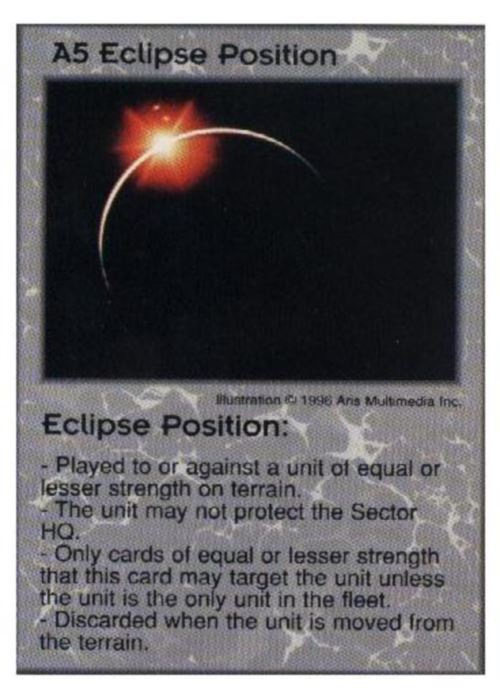 A5 Eclipse Position
Illustration © 1996 Aris Multimedia Inc.
Eclipse Position:
- Played to or against a unit of equal or
lesser strength on terrain.
- The unit may not protect the Sector
HQ.
- Only cards of equal or lesser strength
that this card may target the unit unless
the unit is the only unit in the fleet.
- Discarded when the unit is moved from
the terrain.